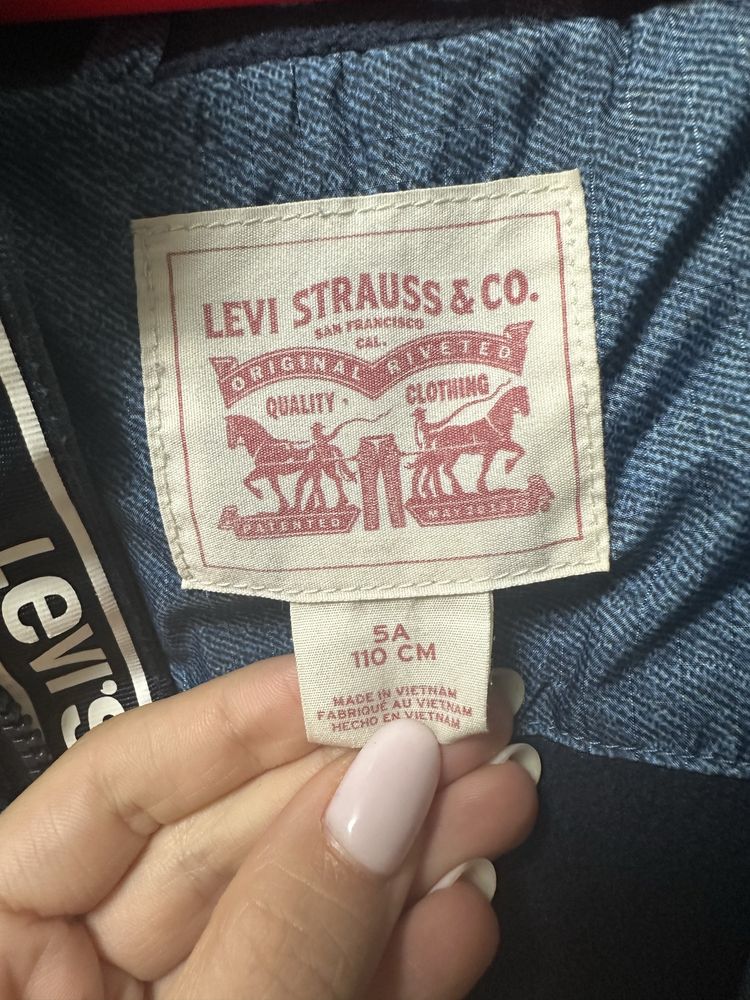 LEVI STRAUSS & CO.
SAN FRANCISCO
CAL.
ORIGINAL RIVETED
QUALITY · CLOTHING
PATENTED
5A
110 CM
MADE IN VIETNAM
FABRIQUÉ AU VIETNAM
HECHO EN VIETNAM
Levi's